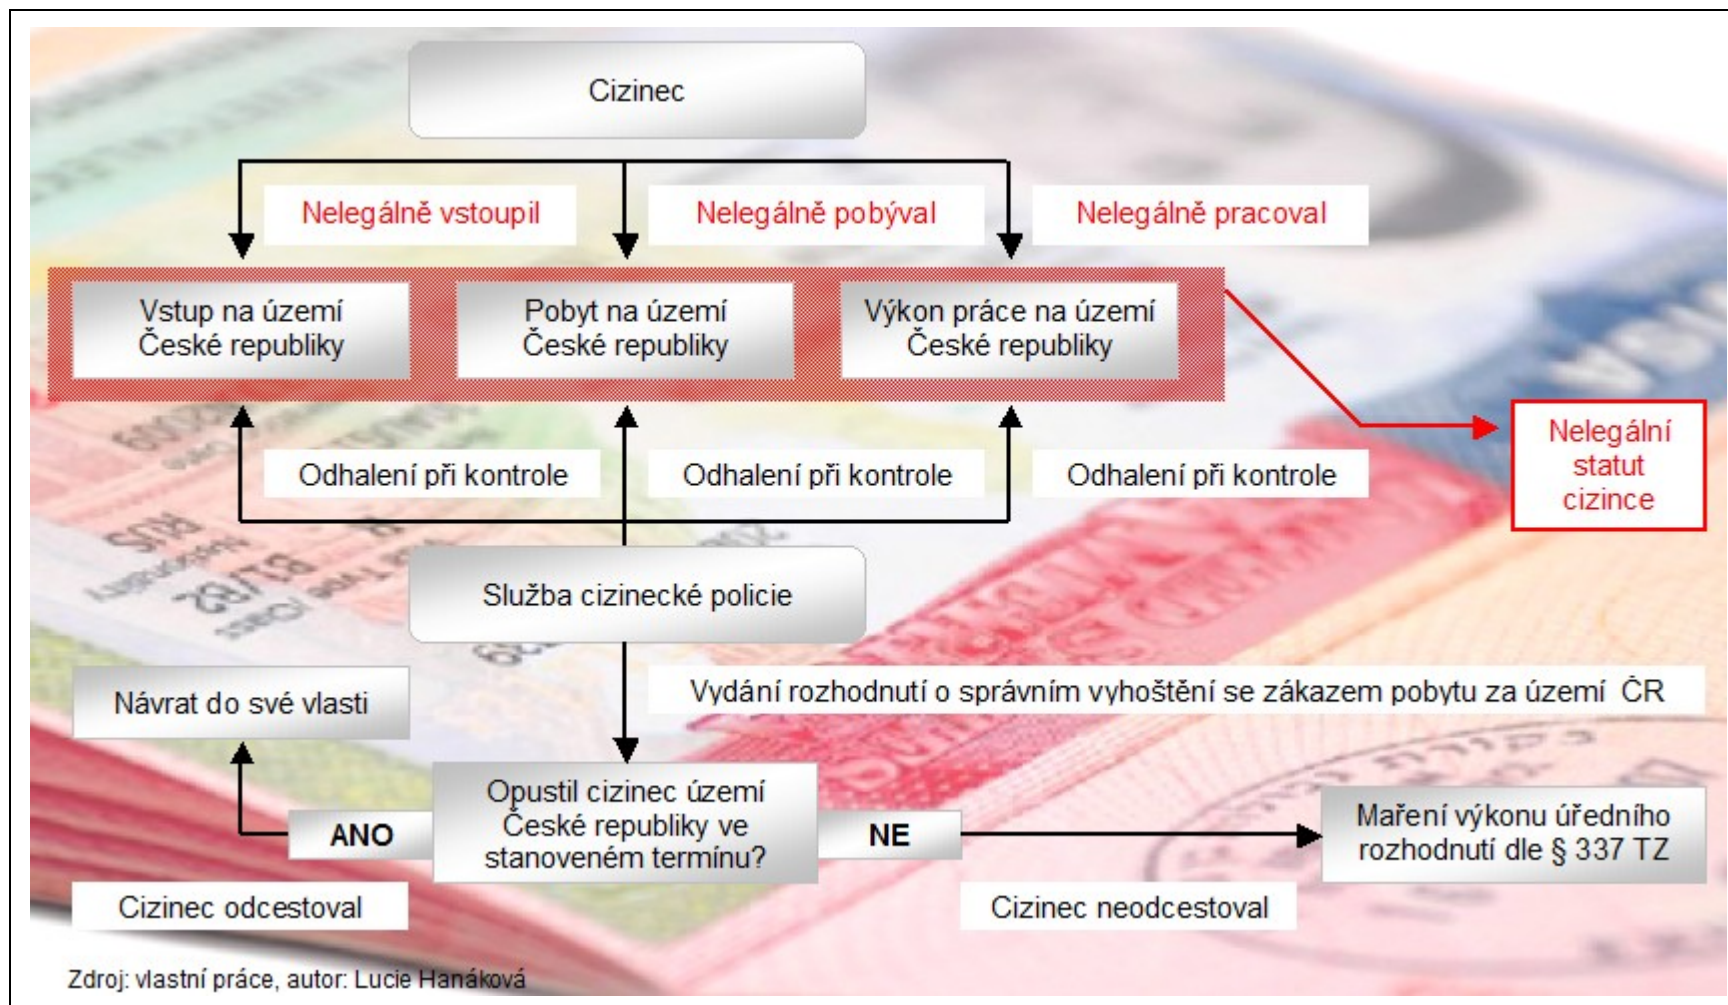 Cizinec
Nelegálně vstoupil
Nelegálně pobýval
Nelegálně pracoval
Vstup na území
České republiky
Pobyt na území
České republiky
Výkon práce na území
České republiky
Nelegální
statut
cizince
Odhalení při kontrole
Odhalení při kontrole
Odhalení při kontrole
Služba cizinecké policie
Návrat do své vlasti
Vydání rozhodnutí o správním vyhoštění se zákazem pobytu za území ČR
Opustil cizinec území
České republiky ve
stanoveném termínu?
ANO
NE
Maření výkonu úředního
rozhodnutí dle § 337 TZ
Cizinec odcestoval
Cizinec neodcestoval
Zdroj: vlastní práce, autor: Lucie Hanáková
RUS
B1/B2
R